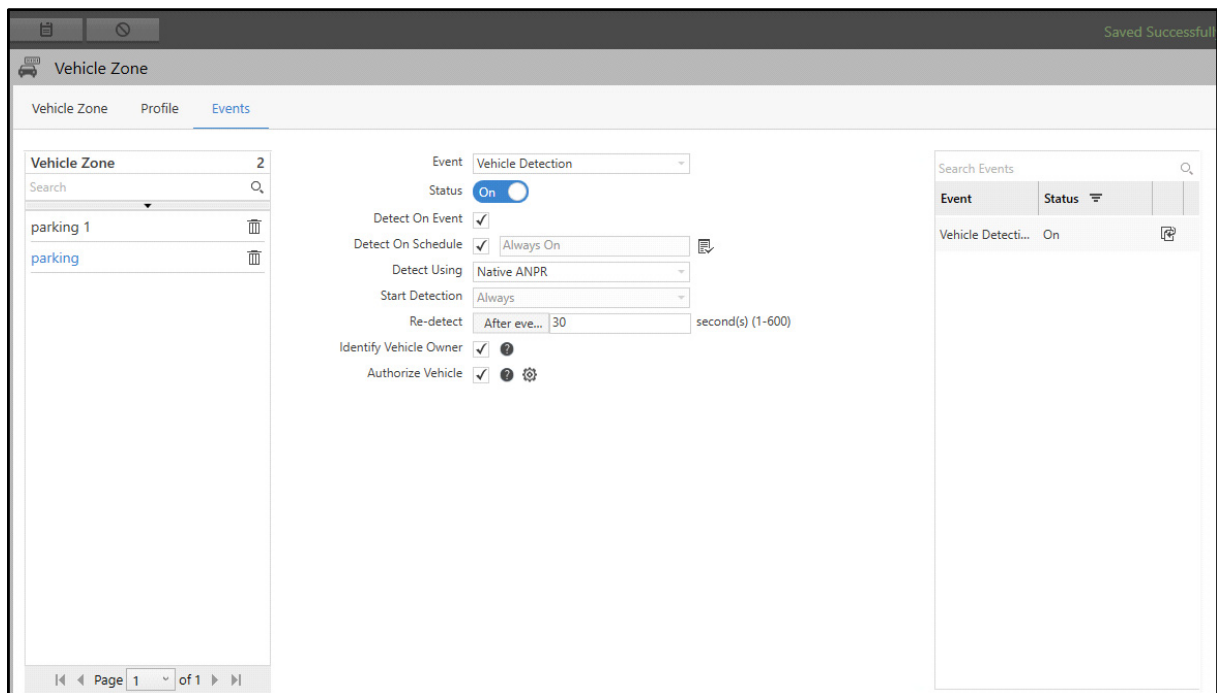 Saved Successfull
Vehicle Zone
Vehicle Zone Profile Events
Vehicle Zone 2
Search
parking 1
parking
Page 1 of 1
Event Vehicle Detection
Status On
Detect On Event
Detect On Schedule Always On
Detect Using Native ANPR
Start Detection Always
Re-detect After eve... 30 second(s) (1-600)
Identify Vehicle Owner
Authorize Vehicle
Search Events
Event Status
Vehicle Detecti... On